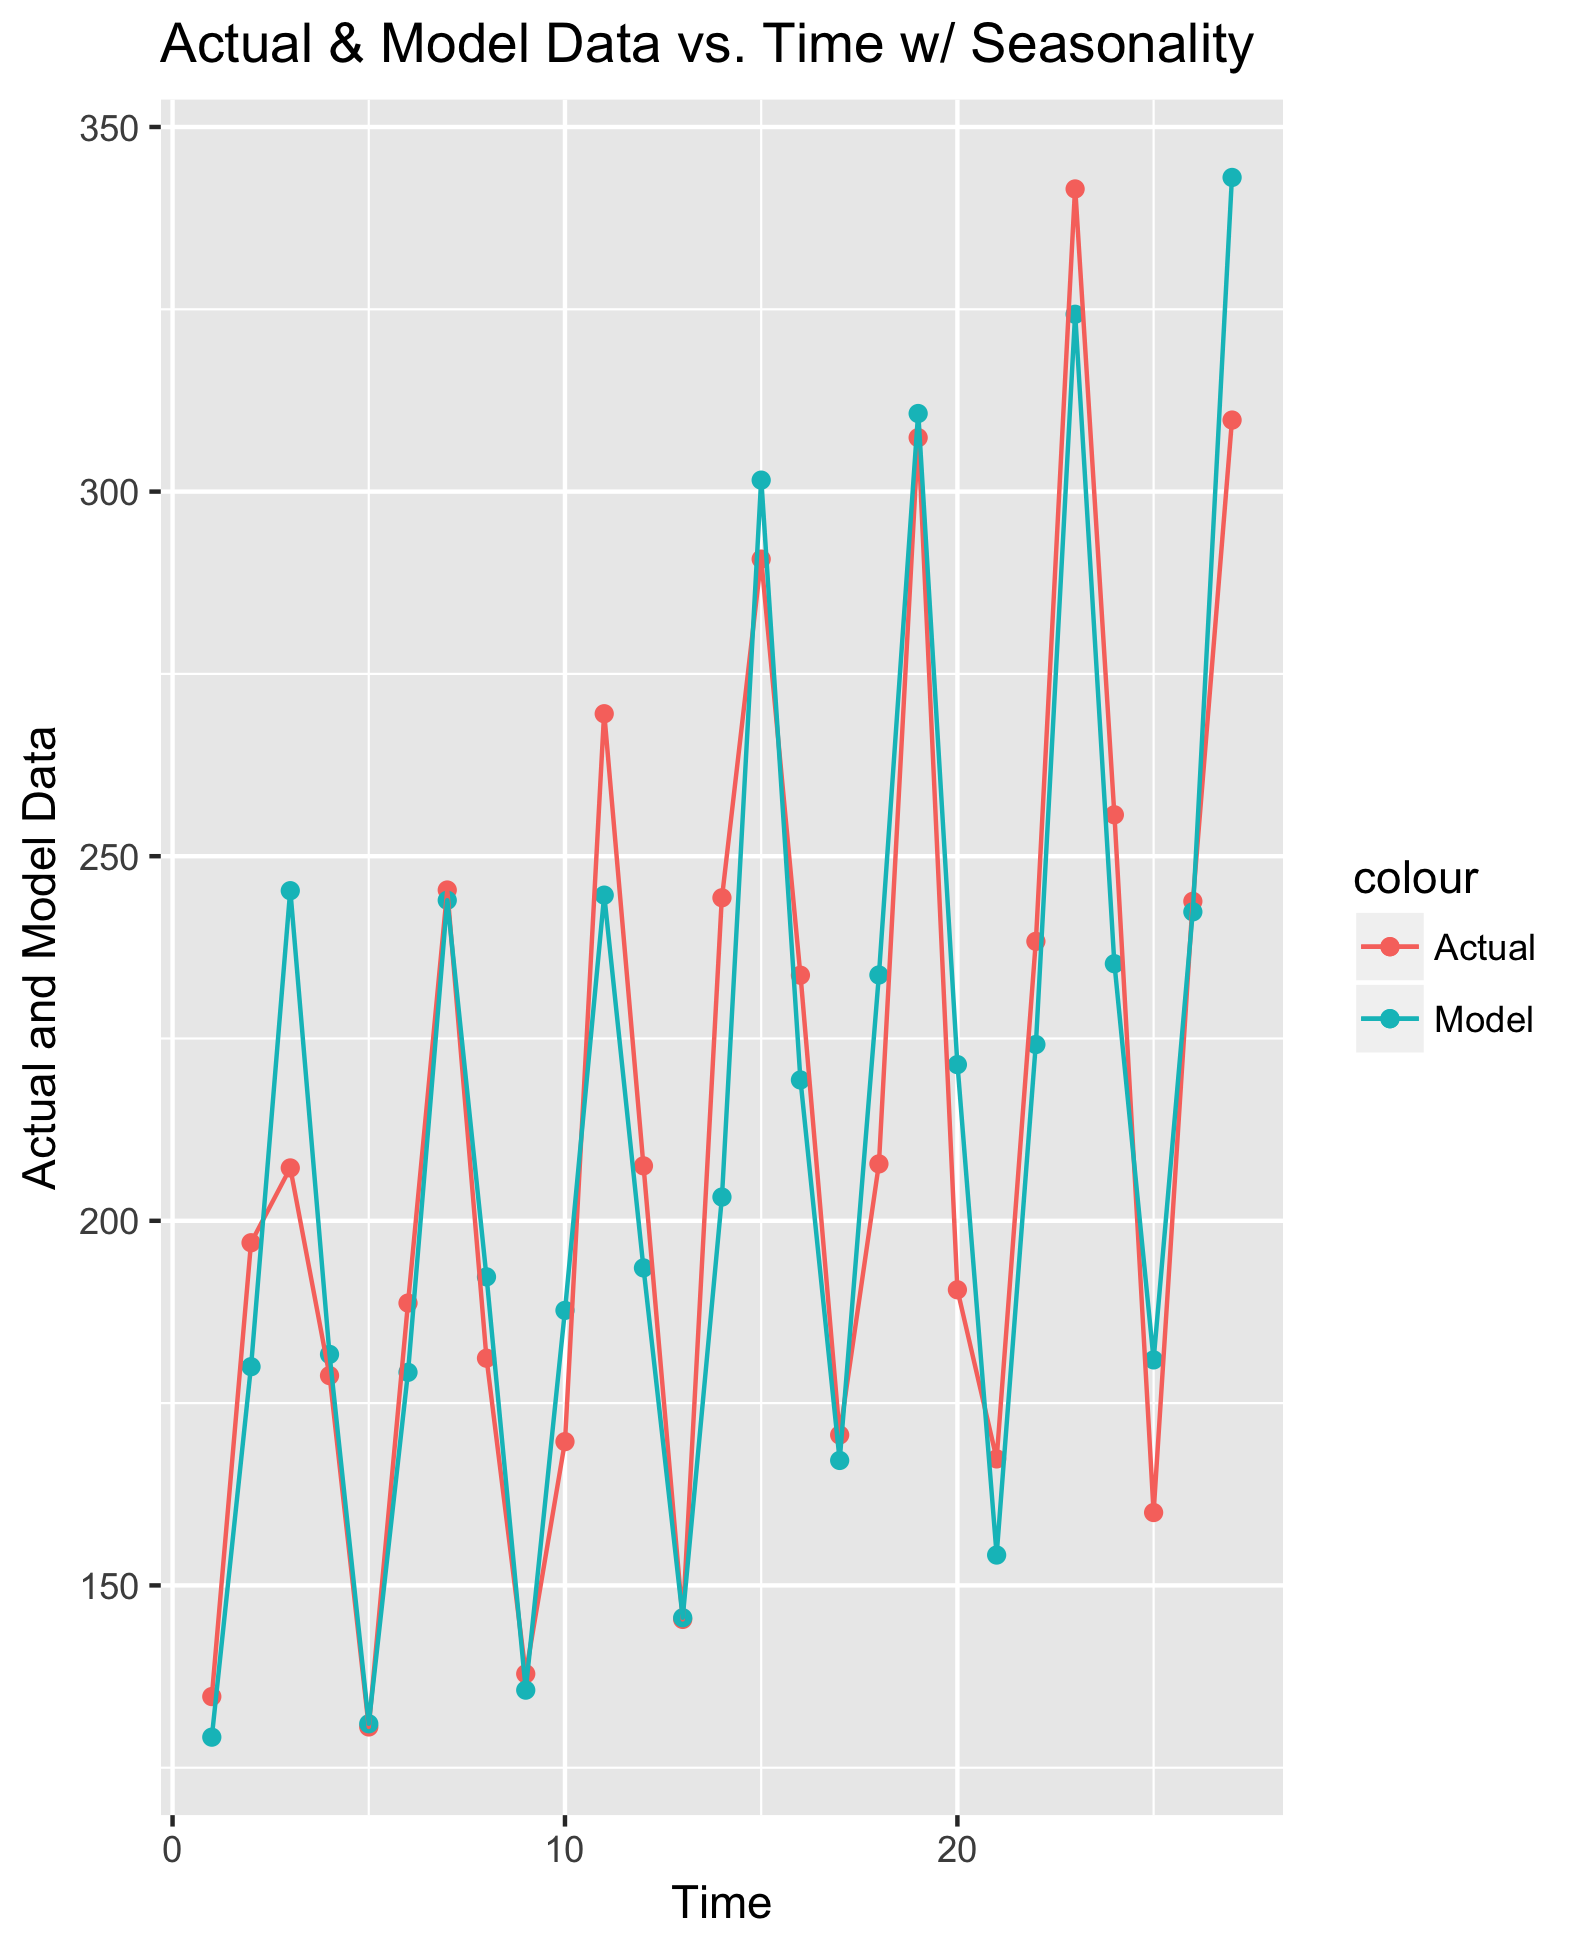 Actual & Model Data vs. Time w/ Seasonality
350
300
250
200
150
Actual and Model Data
0 10 20
Time
colour
Actual
Model